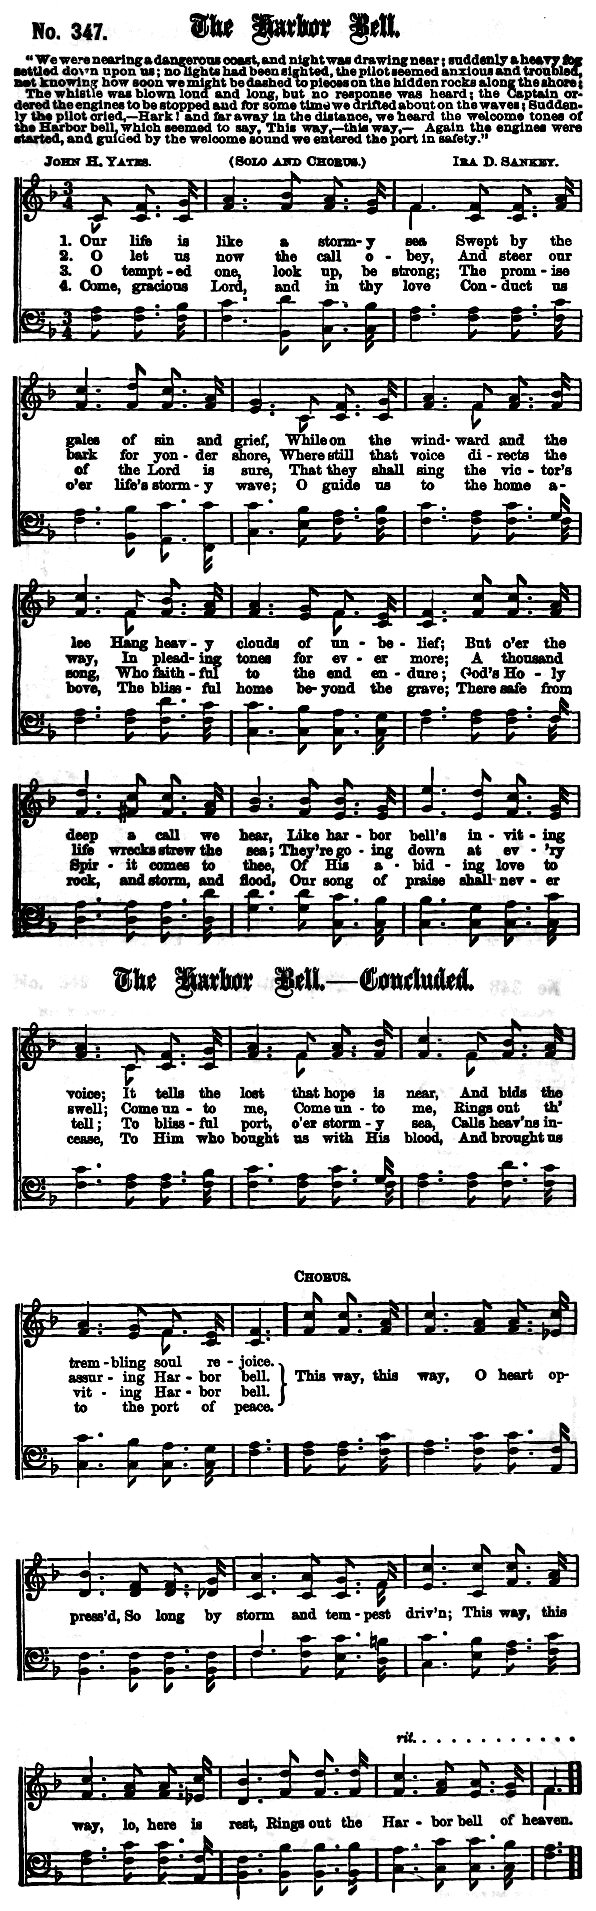 No. 347. The Harbor Bell.
"We were nearing a dangerous coast, and night was drawing near; suddenly a heavy fog
settled down upon us; no lights had been sighted, the pilot seemed anxious and troubled,
not knowing how soon we might be dashed to pieces on the hidden rocks along the shore;
The whistle was blown loud and long, but no response was heard; the Captain or-
dered the engines to be stopped and for some time we drifted about on the waves; Sudden-
ly the pilot cried,—Hark! and far away in the distance, we heard the welcome tones of
the Harbor bell, which seemed to say, This way,—this way,— Again the engines were
started, and guided by the welcome sound we entered the port in safety."
John H. Yates. (Solo and Chorus.) Ira D. Sankey.
1. Our life is like a storm-y sea Swept by the
2. O let us now the call o-bey, And steer our
3. O tempt-ed one, look up, be strong; The prom-ise
4. Come, gracious Lord, and in thy love Con-duct us
gales of sin and grief, While on the wind-ward and the
bark for yon-der shore, Where still that voice di-rects the
of the Lord is sure, That they shall sing the vic-tor's
o'er life's storm-y wave; O guide us to the home a-
lee Hang heav-y clouds of un-be-lief; But o'er the
way, In plead-ing tones for ev-er more; A thousand
song, Who faith-ful to the end en-dure; God's Ho-ly
bove, The bliss-ful home be-yond the grave; There safe from
deep a call we hear, Like har-bor bell's in-vit-ing
life wrecks strew the sea; They're go-ing down at ev-'ry
Spir-it comes to thee, Of His a-bid-ing love to
rock, and storm, and flood, Our song of praise shall nev-er
The Harbor Bell.—Concluded.
voice; It tells the lost that hope is near, And bids the
swell; Come un-to me, Come un-to me, Rings out th'
tell; To bliss-ful port, o'er storm-y sea, Calls heav'ns in-
cease, To Him who bought us with His blood, And brought us
Chorus.
trem-bling soul re-joice.
assur-ing Har-bor bell. This way, this way, O heart op-
vit-ing Har-bor bell.
to the port of peace.
press'd, So long by storm and tem-pest driv'n; This way, this
rit.
way, lo, here is rest, Rings out the Har-bor bell of heaven.